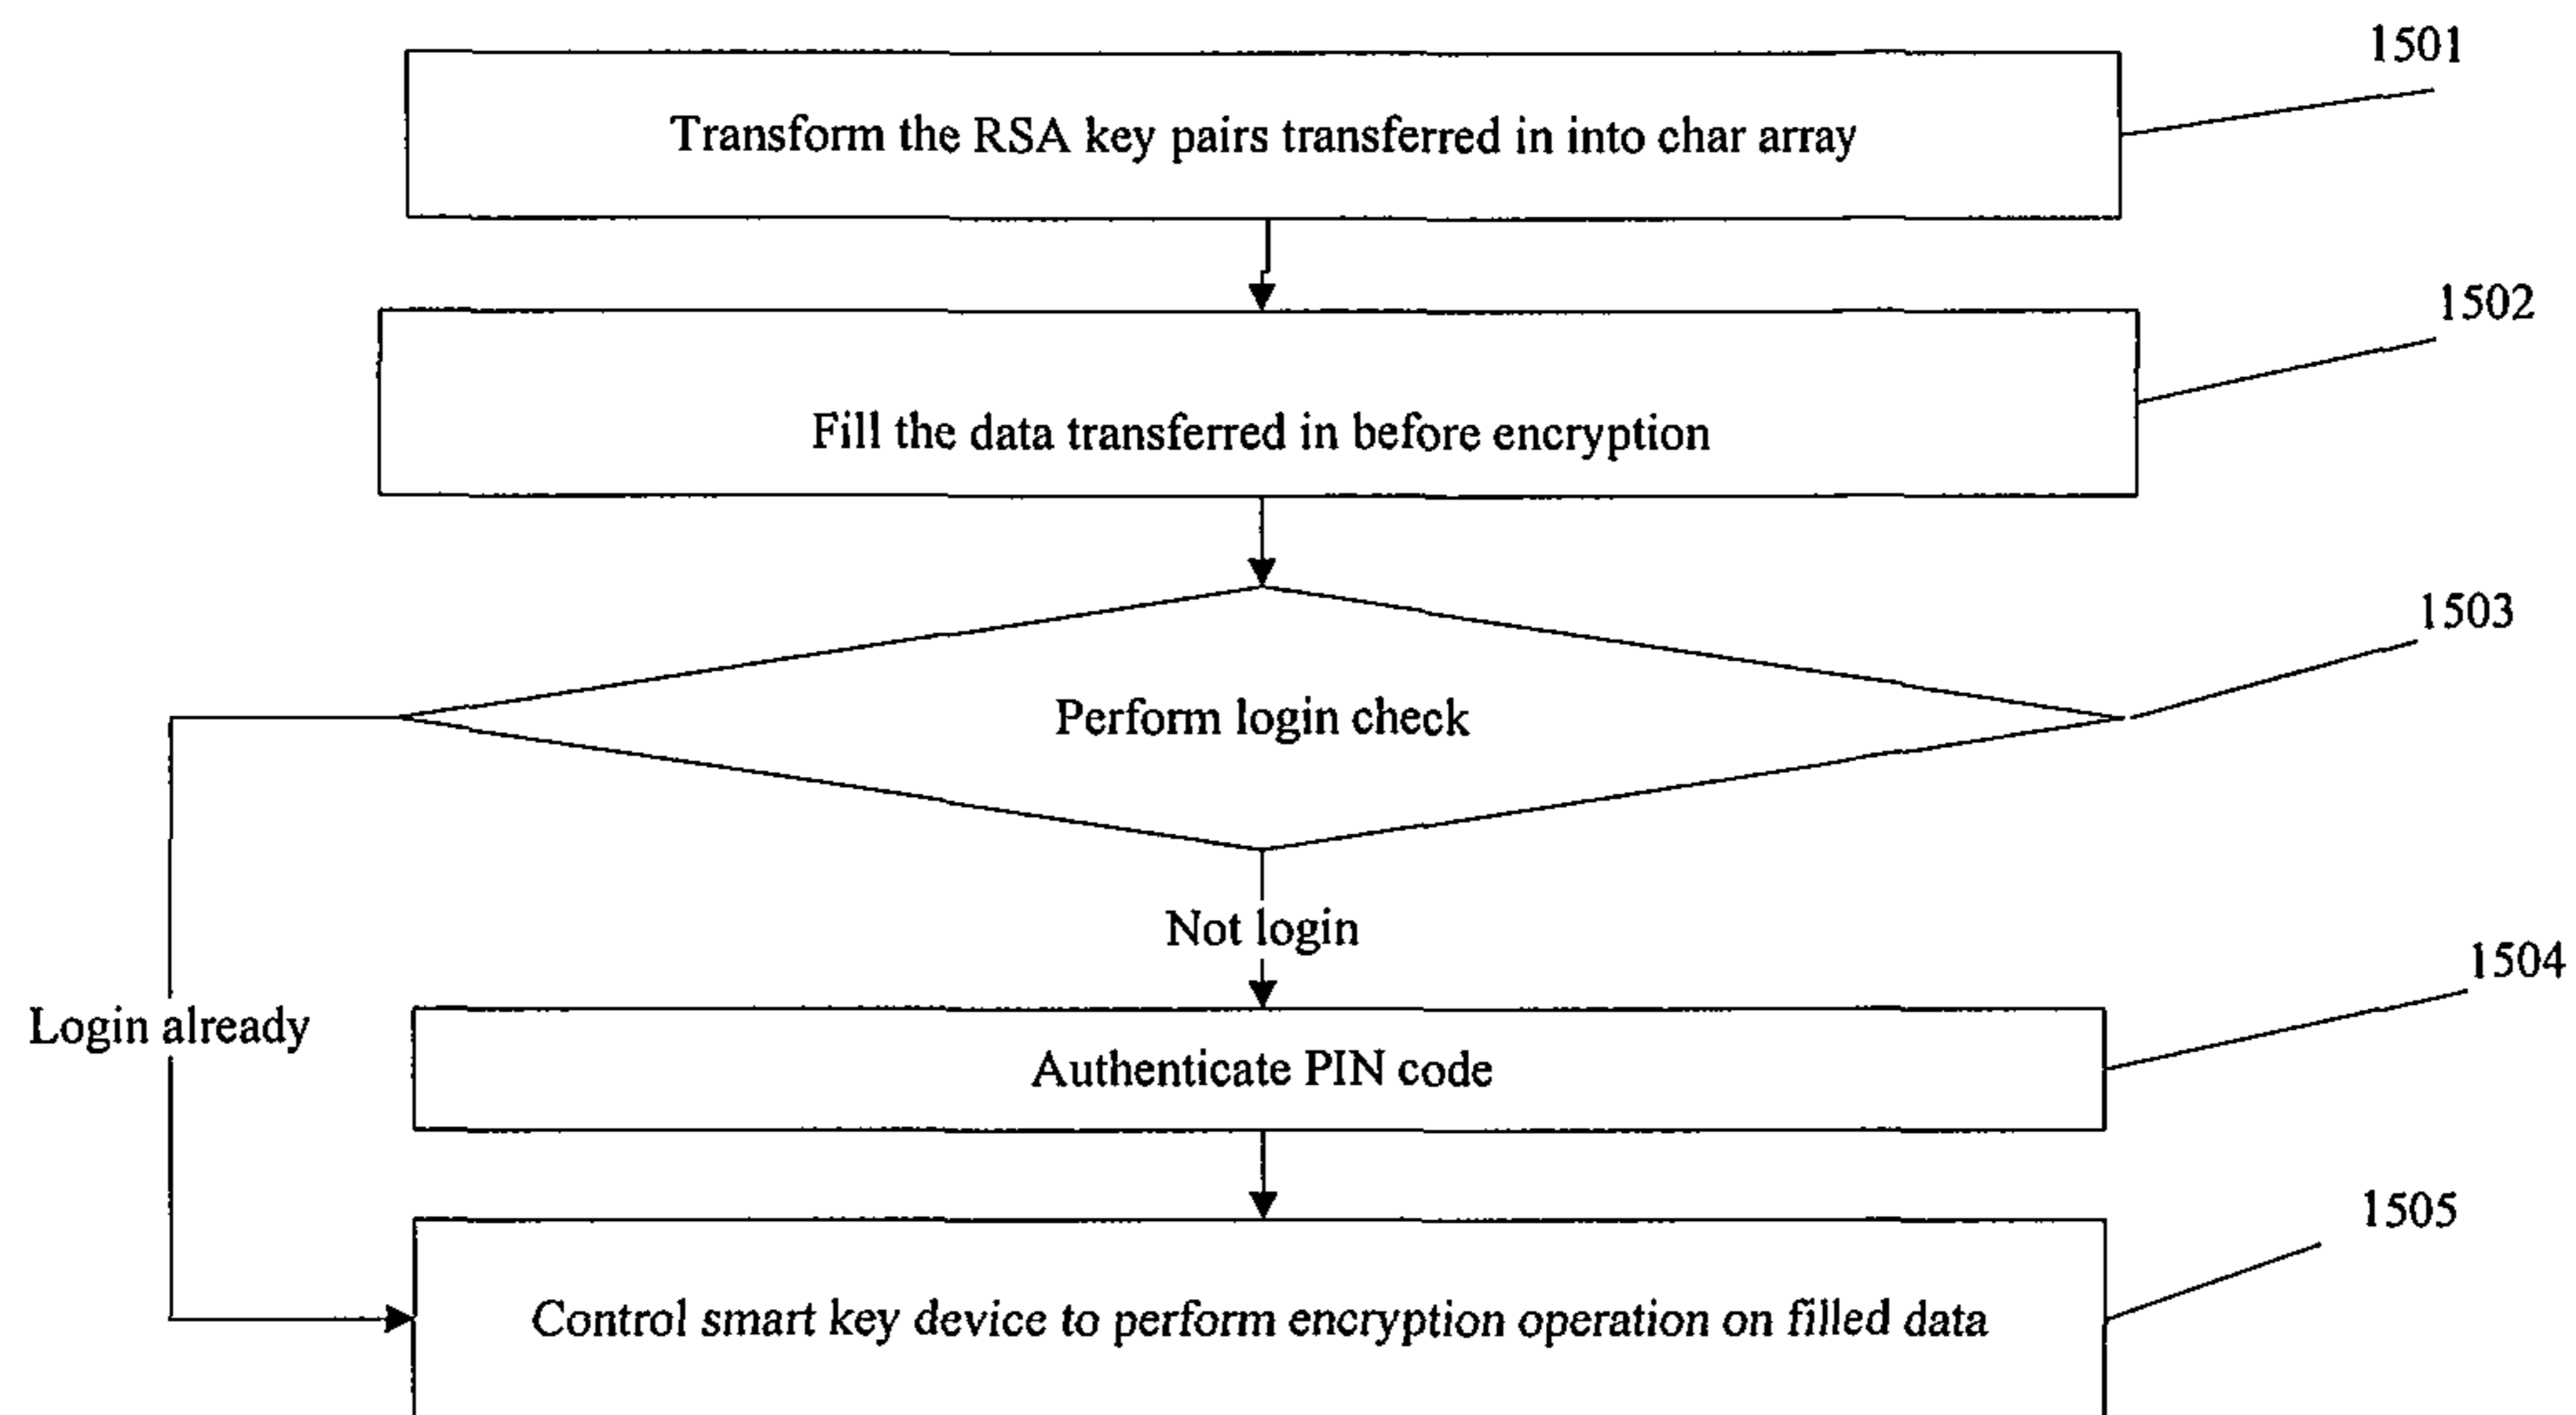 1501
Transform the RSA key pairs transferred in into char array
1502
Fill the data transferred in before encryption
1503
Perform login check
Not login
1504
Login already
Authenticate PIN code
1505
Control smart key device to perform encryption operation on filled data